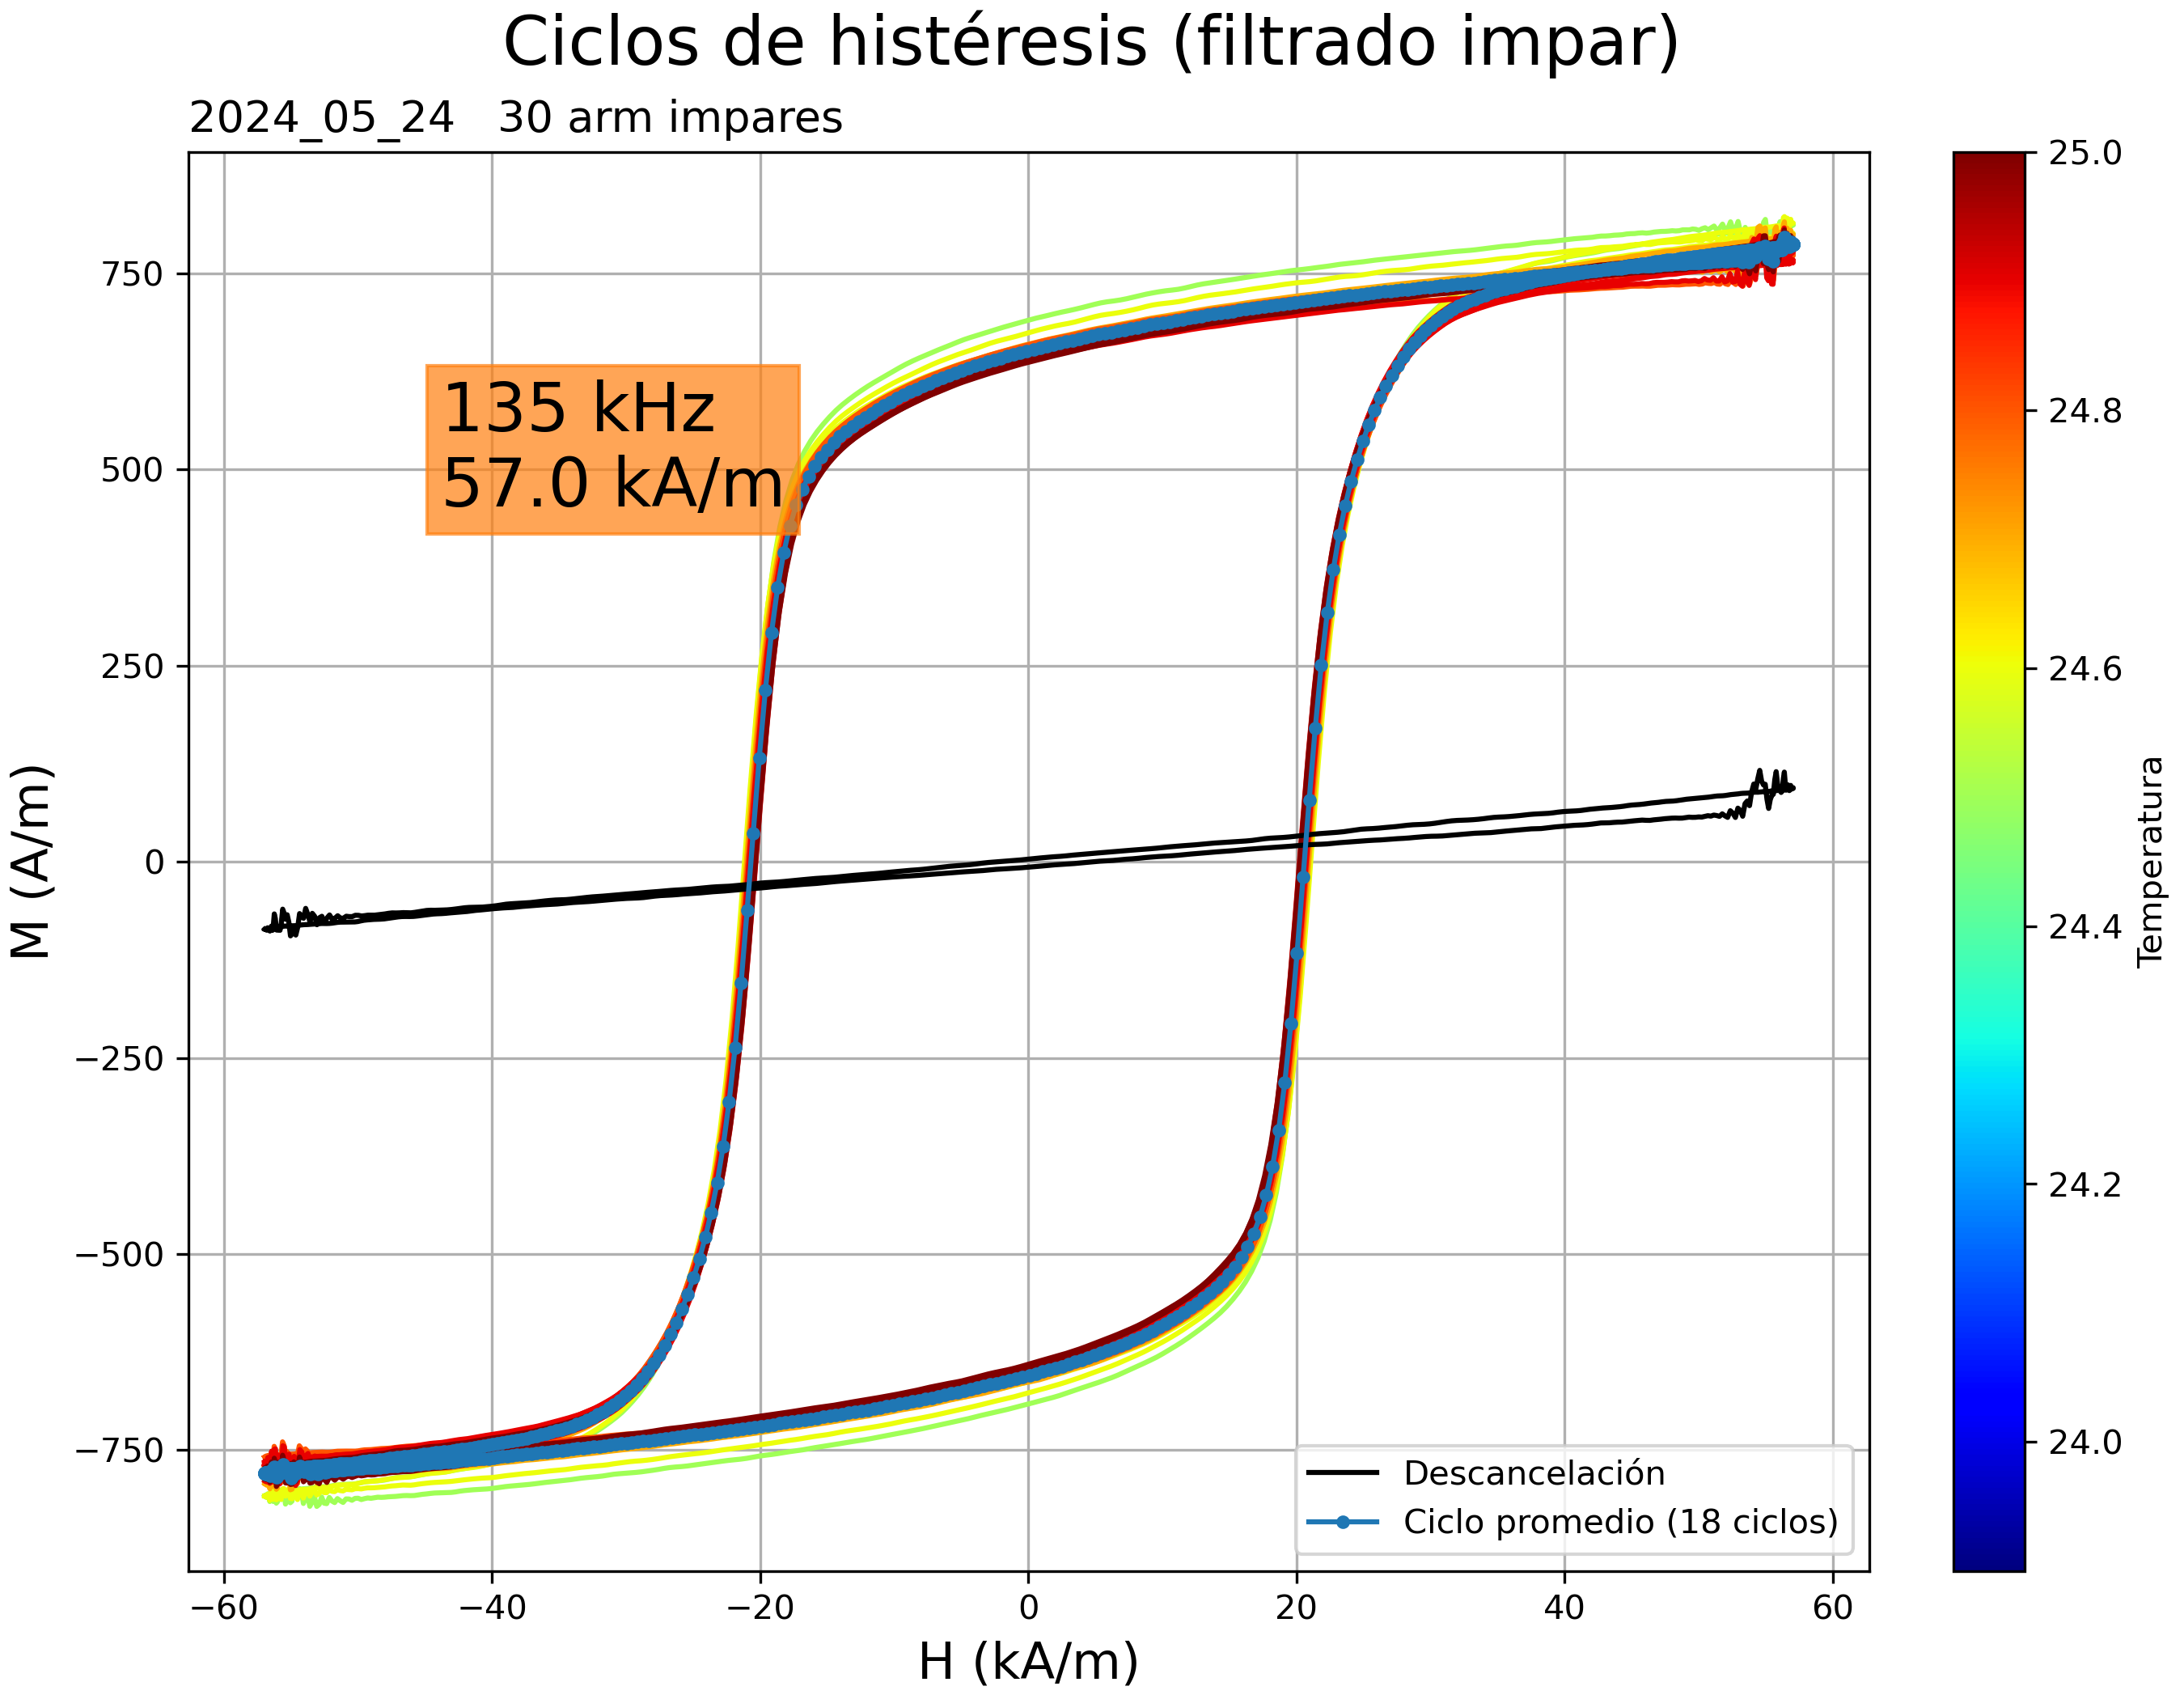 Ciclos de histéresis (filtrado impar)
2024_05_24   30 arm impares
135 kHz
57.0 kA/m
M (A/m)
750
500
250
0
−250
−500
−750
−60
−40
−20
0
20
40
60
H (kA/m)
Descancelación
Ciclo promedio (18 ciclos)
25.0
24.8
24.6
24.4
24.2
24.0
Temperatura